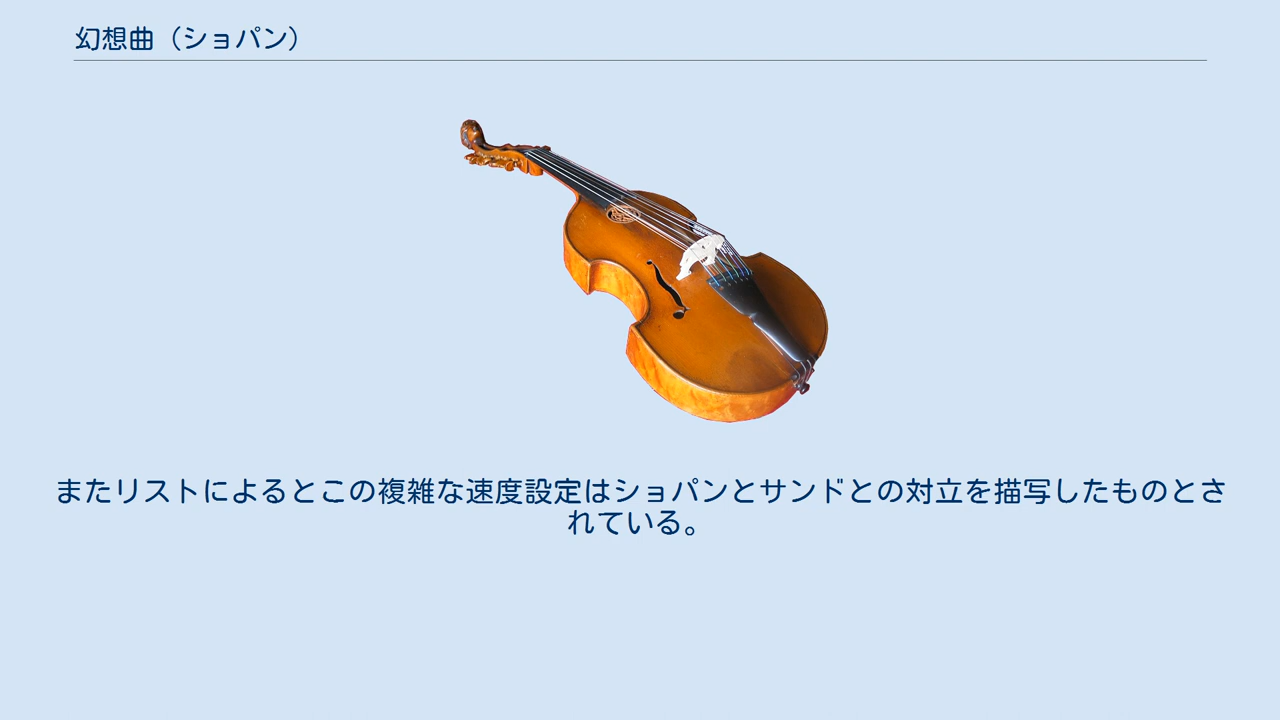 幻想曲（ショパン）
またリストによるとこの複雑な速度設定はショパンとサンドとの対立を描写したものとさ
れている。